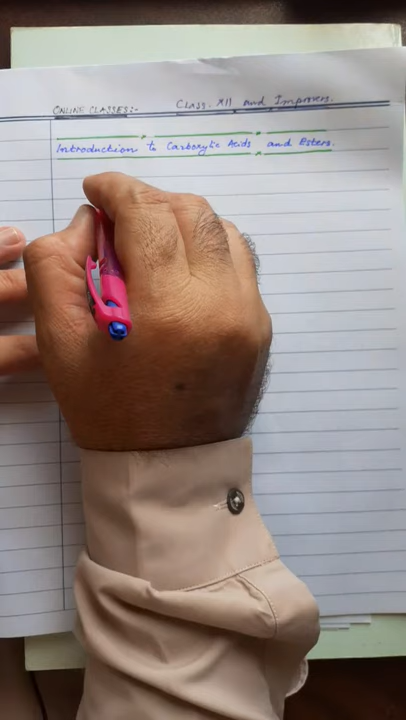 ONLINE CLASSES:- CLASS. XII and Improvers.
Introduction to Carboxylic Acids and Esters.